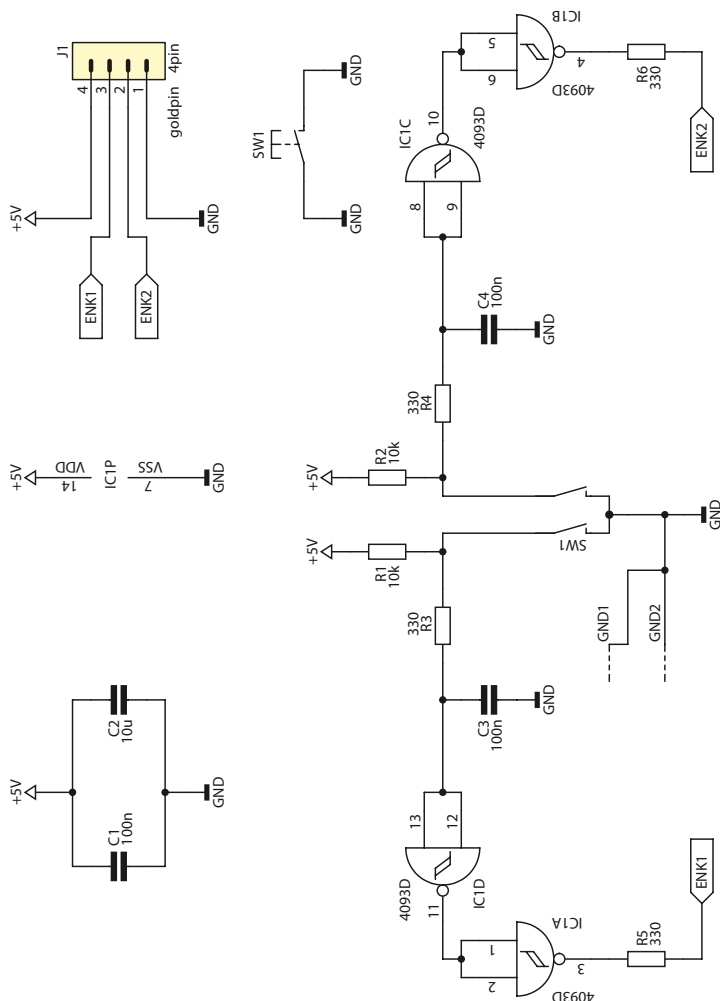 J1
4pin
4
3
2
1
goldpin
+5V
GND
ENK1
ENK2
SW1
GND
GND
IC1B
5
6
4
4093D
R6
330
ENK2
IC1C
10
4093D
8
9
C4
100n
GND
330
R4
+5V
R2
10k
+5V
14
VDD
IC1P
VSS
7
GND
+5V
R1
10k
SW1
GND
GND1
GND2
330
R3
C3
100n
GND
+5V
C2
10u
C1
100n
GND
13
12
4093D
11
IC1D
IC1A
1
2
3
4093D
R5
330
ENK1